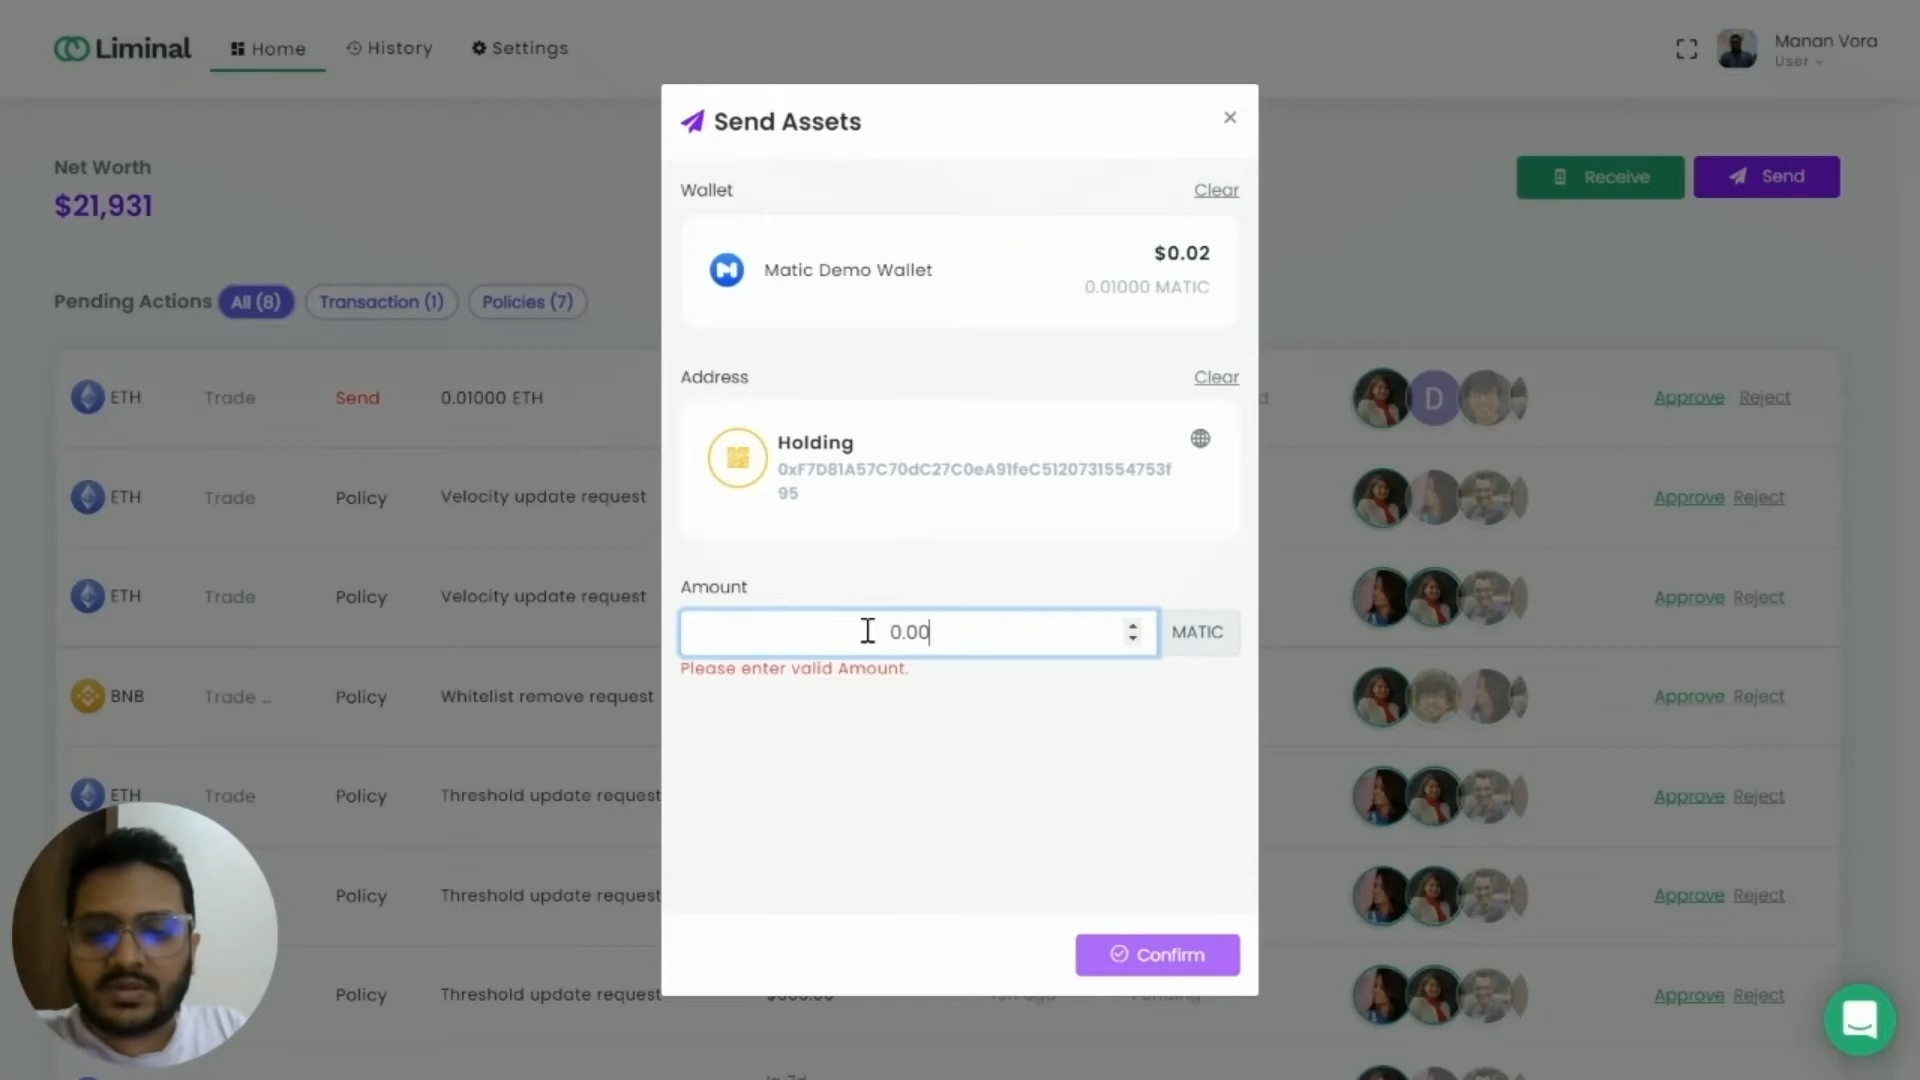 Liminal
Home
History
Settings
Manan Vora
User
Net Worth
$21,931
Receive
Send
Pending Actions
All (8)
Transaction (1)
Policies (7)
ETH Trade Send 0.01000 ETH
Approve Reject
ETH Trade Policy Velocity update request
Approve Reject
ETH Trade Policy Velocity update request
Approve Reject
BNB Trade ... Policy Whitelist remove request
Approve Reject
ETH Trade Policy Threshold update request
Approve Reject
Policy Threshold update request
Approve Reject
Policy Threshold update request
Pending
Approve Reject
D
Send Assets
Wallet Clear
Matic Demo Wallet
$0.02
0.01000 MATIC
Address Clear
Holding
0xF7D81A57C70dC27C0eA91feC5120731554753f
95
Amount
0.00 MATIC
Please enter valid Amount.
Confirm